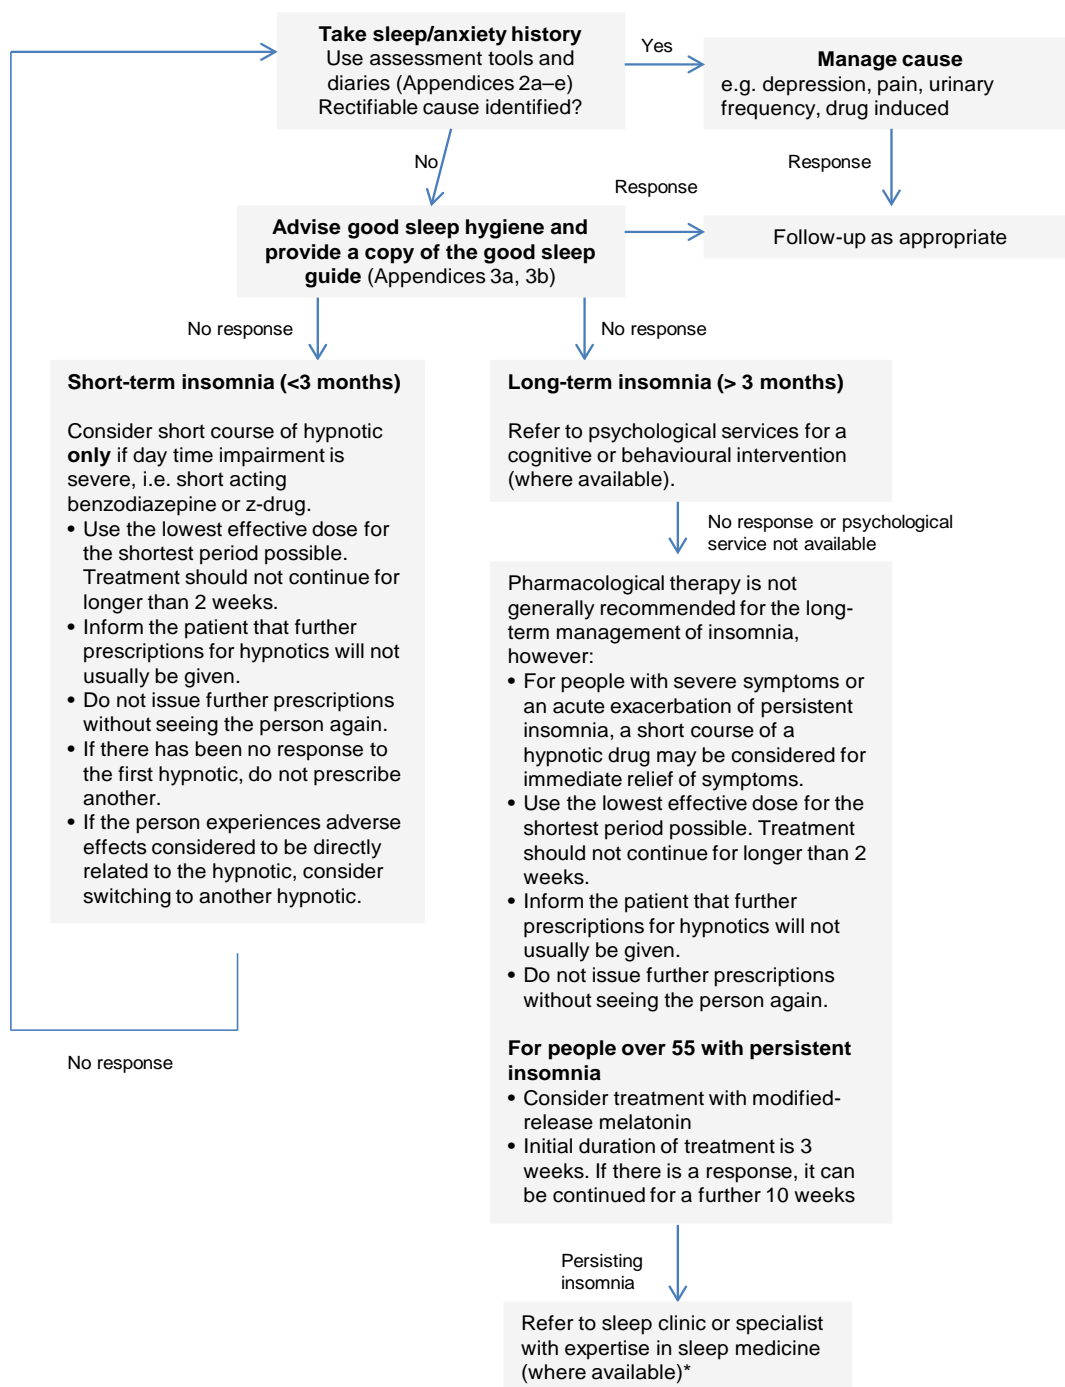 Take sleep/anxiety history
Use assessment tools and
diaries (Appendices 2a–e)
Rectifiable cause identified?
Yes
Manage cause
e.g. depression, pain, urinary
frequency, drug induced
No
Response
Response
Advise good sleep hygiene and
provide a copy of the good sleep
guide (Appendices 3a, 3b)
Follow-up as appropriate
No response
No response
Short-term insomnia (<3 months)
Consider short course of hypnotic
only if day time impairment is
severe, i.e. short acting
benzodiazepine or z-drug.
• Use the lowest effective dose for
the shortest period possible.
Treatment should not continue for
longer than 2 weeks.
• Inform the patient that further
prescriptions for hypnotics will not
usually be given.
• Do not issue further prescriptions
without seeing the person again.
• If there has been no response to
the first hypnotic, do not prescribe
another.
• If the person experiences adverse
effects considered to be directly
related to the hypnotic, consider
switching to another hypnotic.
No response
Long-term insomnia (> 3 months)
Refer to psychological services for a
cognitive or behavioural intervention
(where available).
No response or psychological
service not available
Pharmacological therapy is not
generally recommended for the long-
term management of insomnia,
however:
• For people with severe symptoms or
an acute exacerbation of persistent
insomnia, a short course of a
hypnotic drug may be considered for
immediate relief of symptoms.
• Use the lowest effective dose for the
shortest period possible. Treatment
should not continue for longer than 2
weeks.
• Inform the patient that further
prescriptions for hypnotics will not
usually be given.
• Do not issue further prescriptions
without seeing the person again.
For people over 55 with persistent
insomnia
• Consider treatment with modified-
release melatonin
• Initial duration of treatment is 3
weeks. If there is a response, it can
be continued for a further 10 weeks
Persisting
insomnia
Refer to sleep clinic or specialist
with expertise in sleep medicine
(where available)*